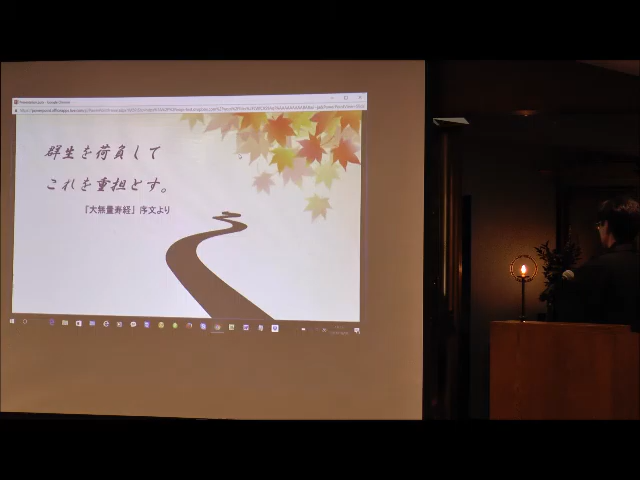 群生を荷負して
これを重担とす。
『大無量寿経』序文より